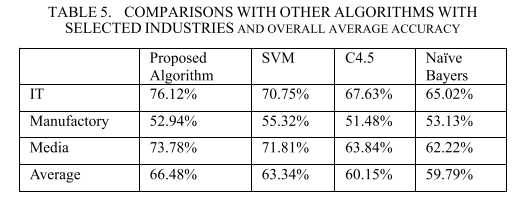 TABLE 5. COMPARISONS WITH OTHER ALGORITHMS WITH
SELECTED INDUSTRIES AND OVERALL AVERAGE ACCURACY
Proposed Algorithm SVM C4.5 Naïve Bayers
IT 76.12% 70.75% 67.63% 65.02%
Manufactory 52.94% 55.32% 51.48% 53.13%
Media 73.78% 71.81% 63.84% 62.22%
Average 66.48% 63.34% 60.15% 59.79%